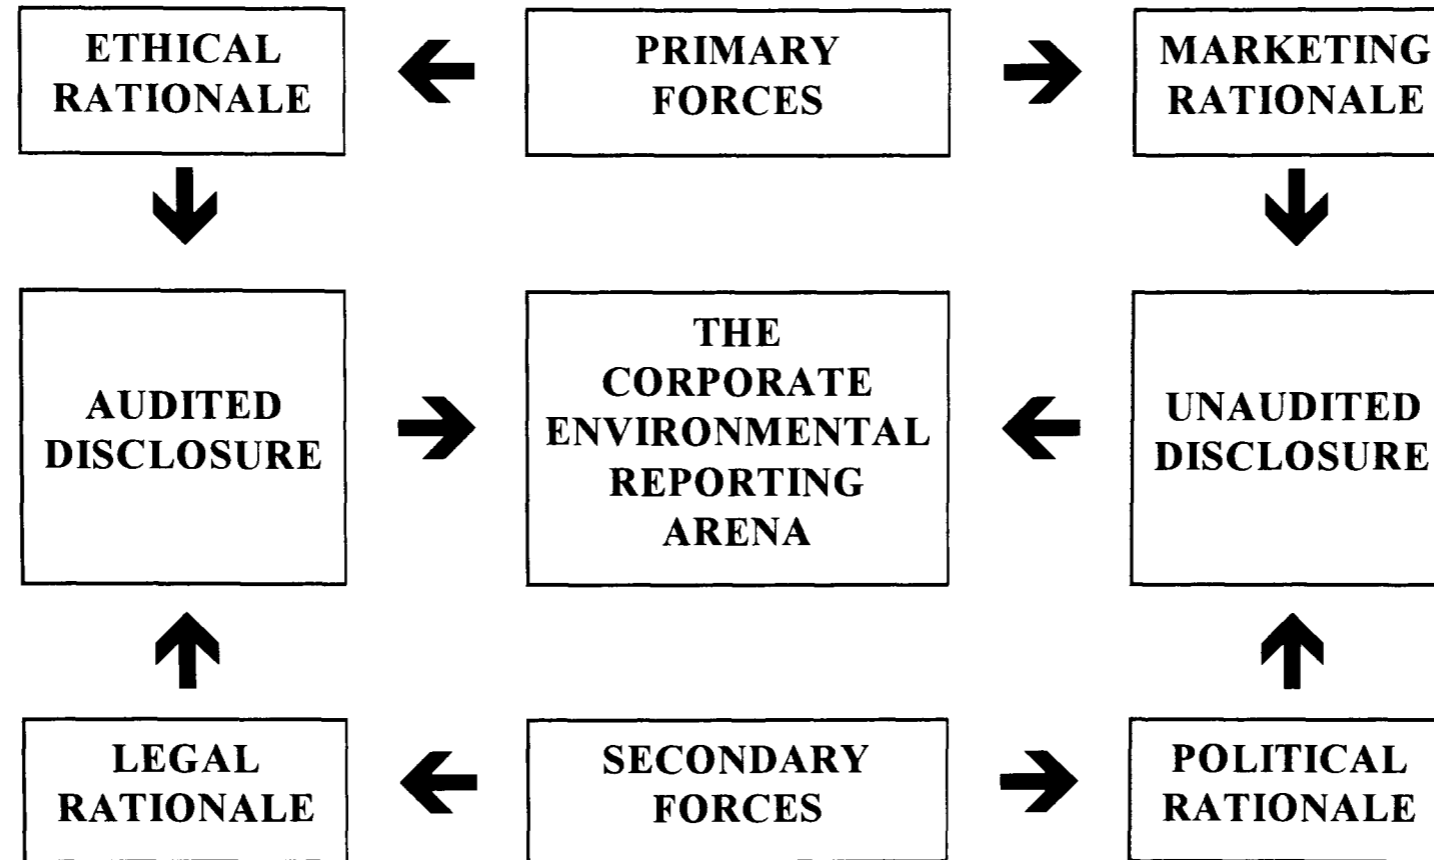 ETHICAL
RATIONALE
PRIMARY
FORCES
MARKETING
RATIONALE
AUDITED
DISCLOSURE
THE
CORPORATE
ENVIRONMENTAL
REPORTING
ARENA
UNAUDITED
DISCLOSURE
LEGAL
RATIONALE
SECONDARY
FORCES
POLITICAL
RATIONALE